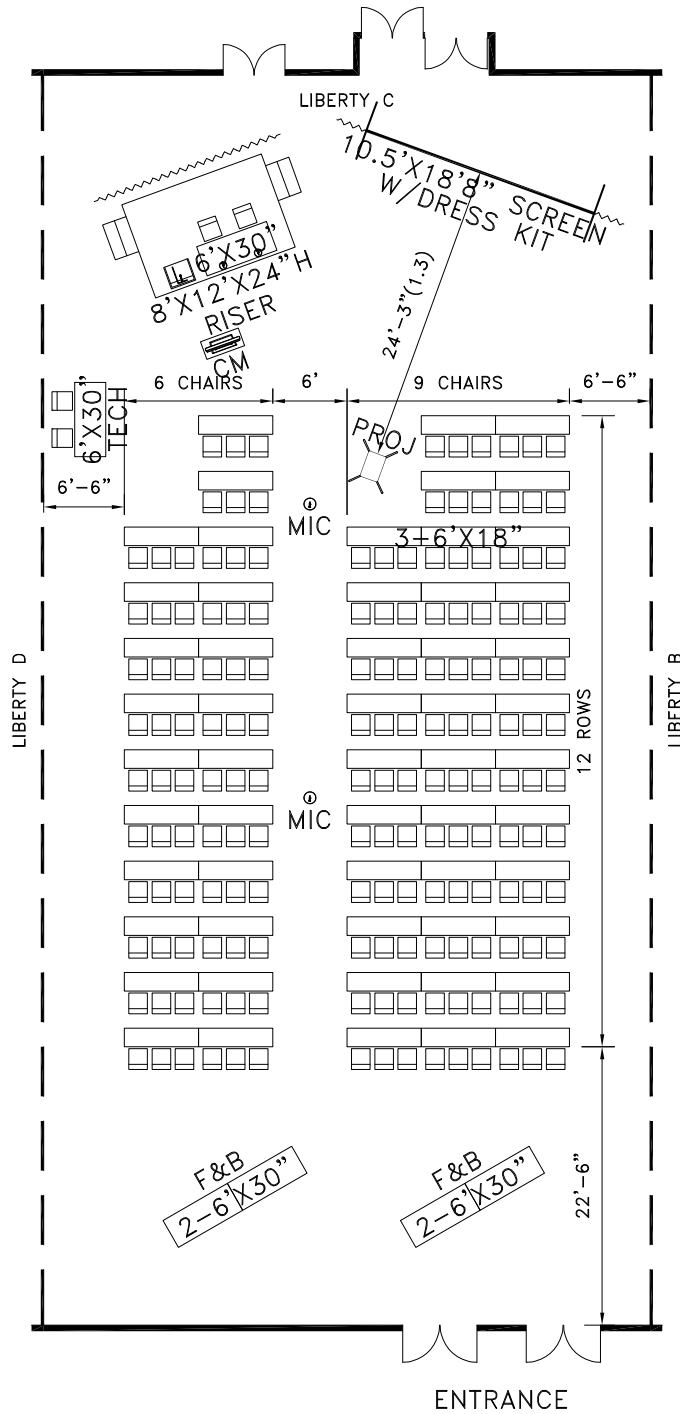 LIBERTY C
10.5'X18'8" SCREEN
W/DRESS KIT
6'X30"
8'X12'X24"H
RISER
CM
24'-3"(1.3)
6 CHAIRS
6'
9 CHAIRS
6'-6"
6'X30"
TECH
PROJ
6'-6"
MIC
3-6'X18"
LIBERTY D
LIBERTY B
12 ROWS
MIC
F&B
2-6'X30"
F&B
2-6'X30"
22'-6"
ENTRANCE